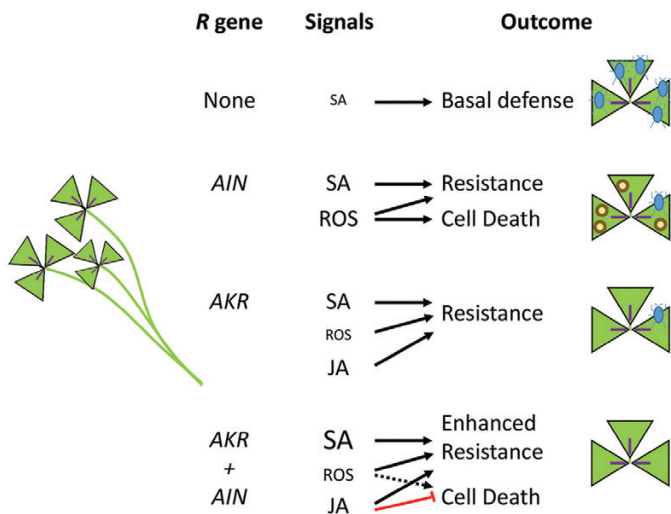 R gene Signals Outcome
None SA Basal defense
AIN SA Resistance
ROS Cell Death
AKR SA Resistance
ROS
JA
AKR SA Enhanced
+ ROS Resistance
AIN JA Cell Death